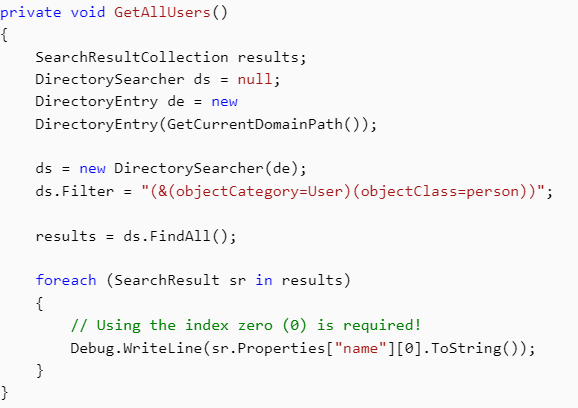 private void GetAllUsers()
{
    SearchResultCollection results;
    DirectorySearcher ds = null;
    DirectoryEntry de = new
    DirectoryEntry(GetCurrentDomainPath());

    ds = new DirectorySearcher(de);
    ds.Filter = "(&(objectCategory=User)(objectClass=person))";

    results = ds.FindAll();

    foreach (SearchResult sr in results)
    {
        // Using the index zero (0) is required!
        Debug.WriteLine(sr.Properties["name"][0].ToString());
    }
}